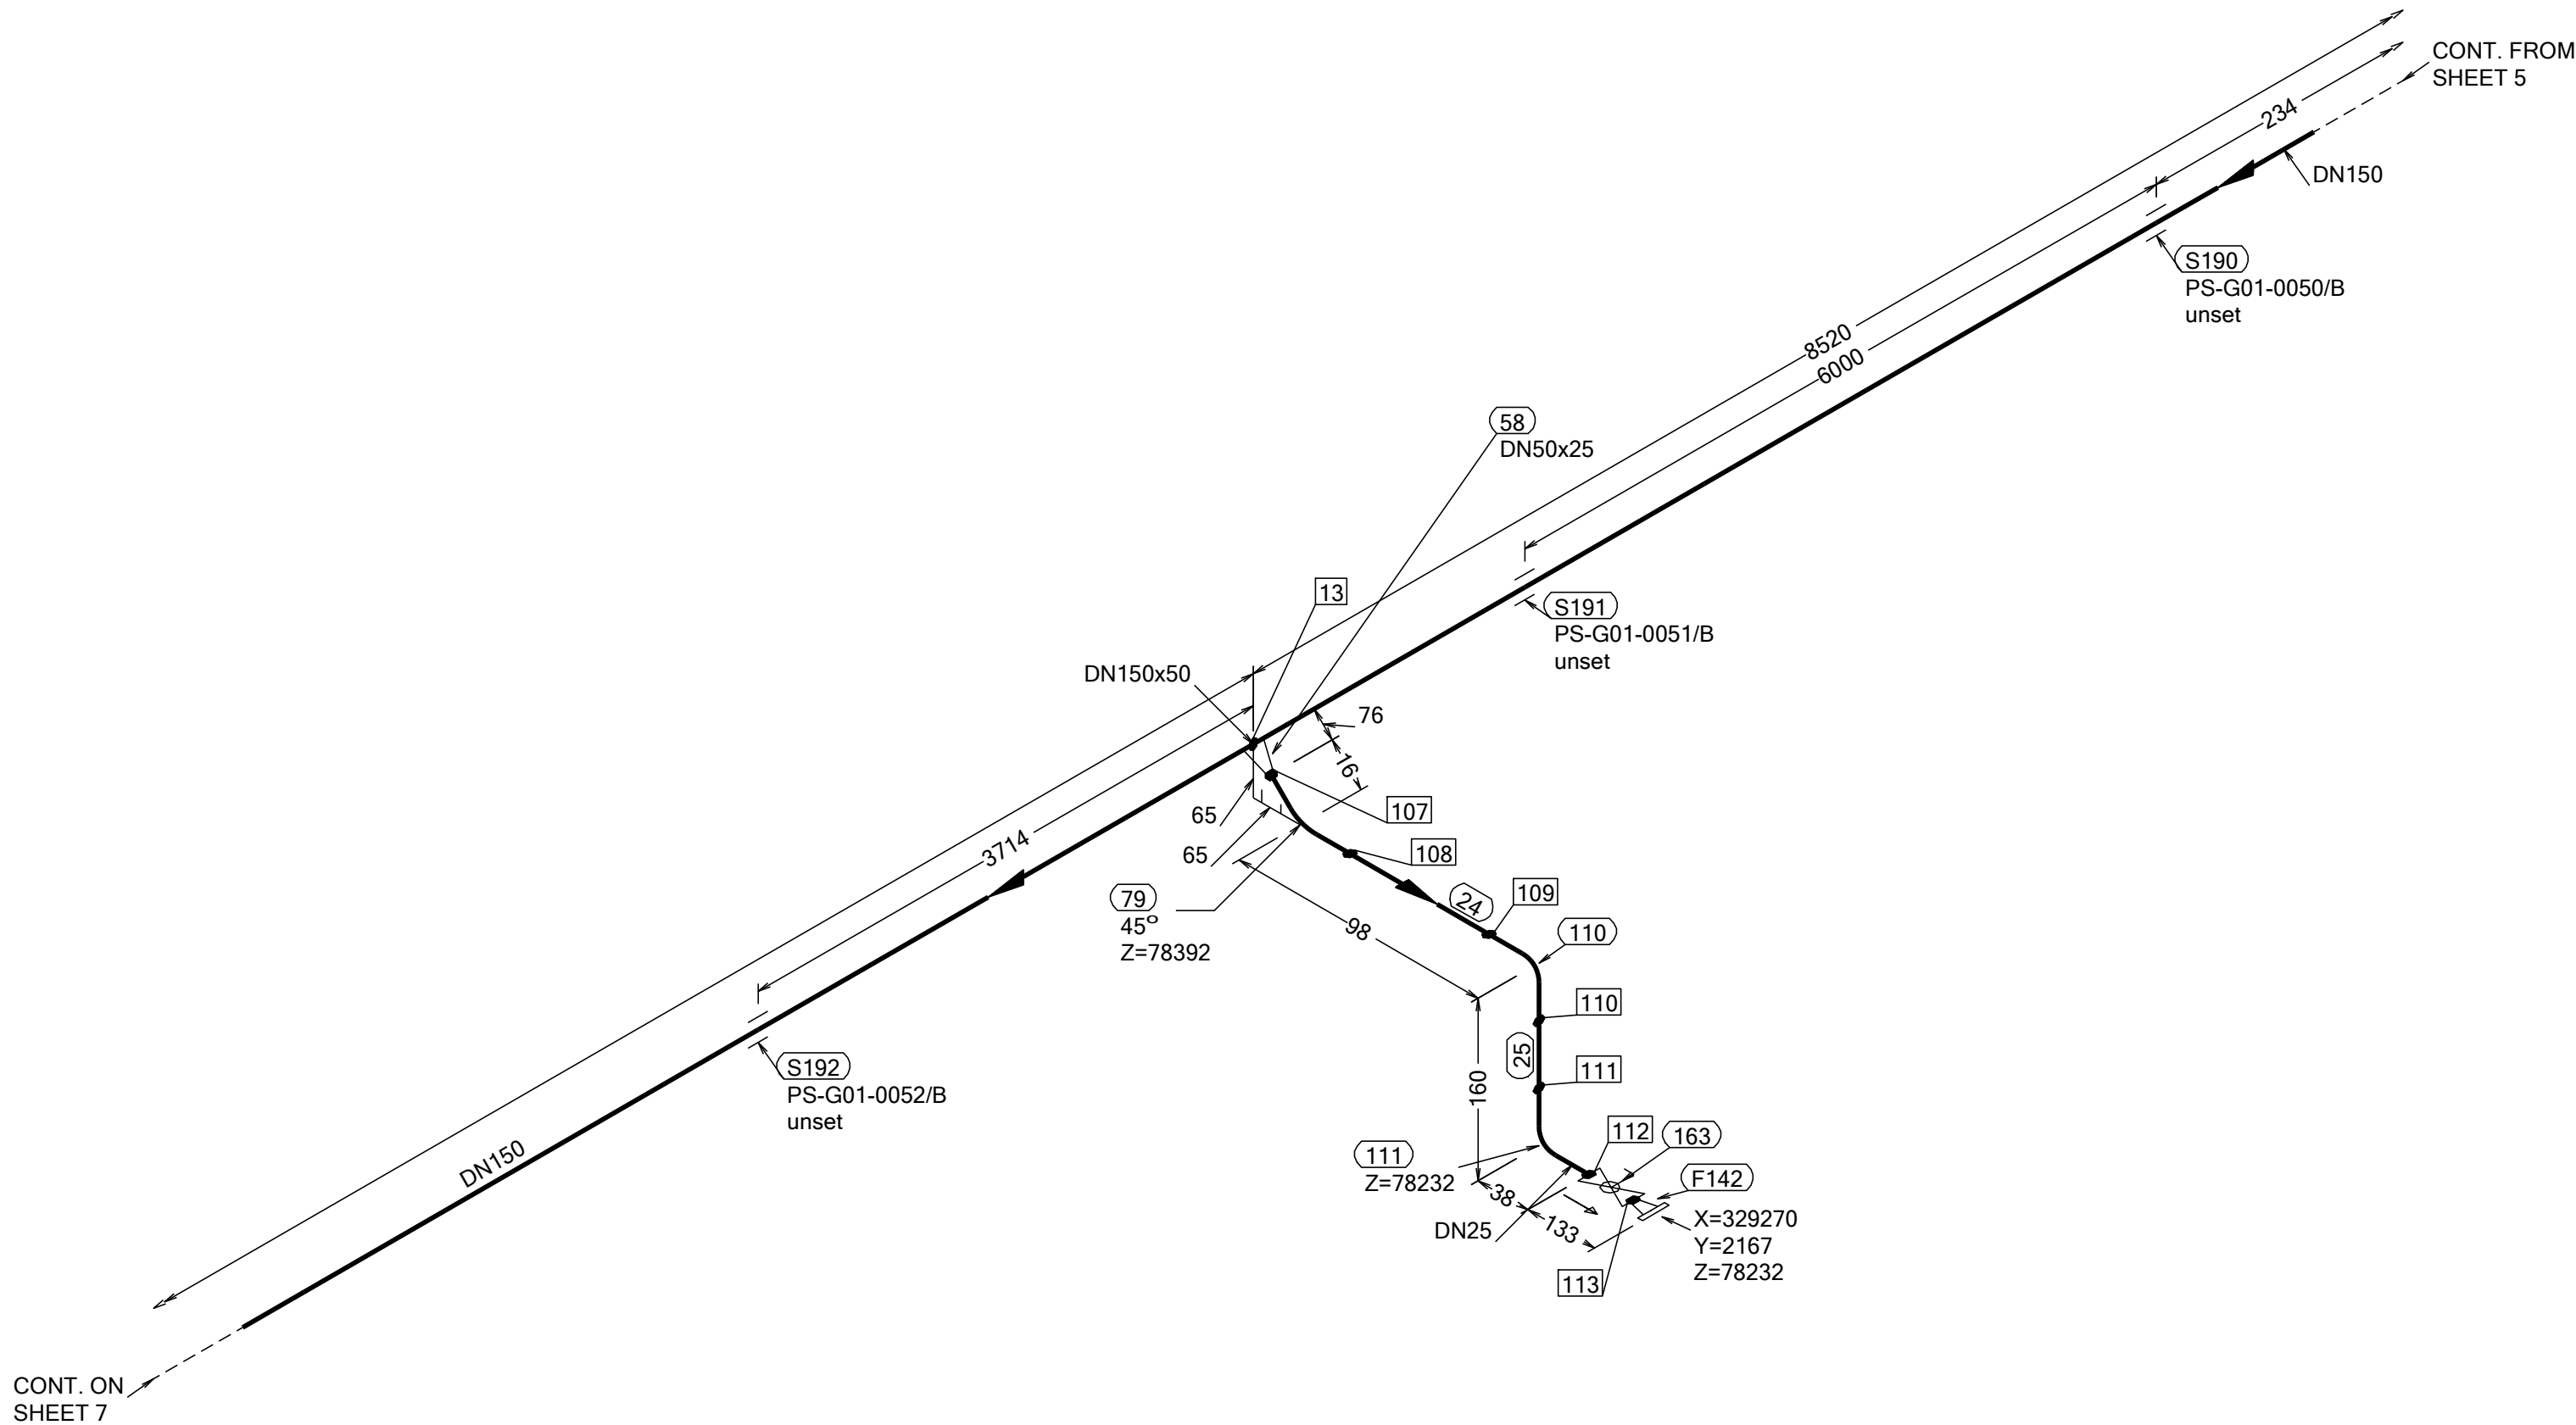 CONT. FROM
SHEET 5
234
DN150
S190
PS-G01-0050/B
unset
8520
6000
58
DN50x25
13
S191
PS-G01-0051/B
unset
DN150x50
76
16
65
107
65
3714
108
79
45°
Z=78392
24
109
98
110
110
25
111
160
S192
PS-G01-0052/B
unset
DN150
112
163
111
Z=78232
F142
38
133
DN25
X=329270
Y=2167
Z=78232
113
CONT. ON
SHEET 7